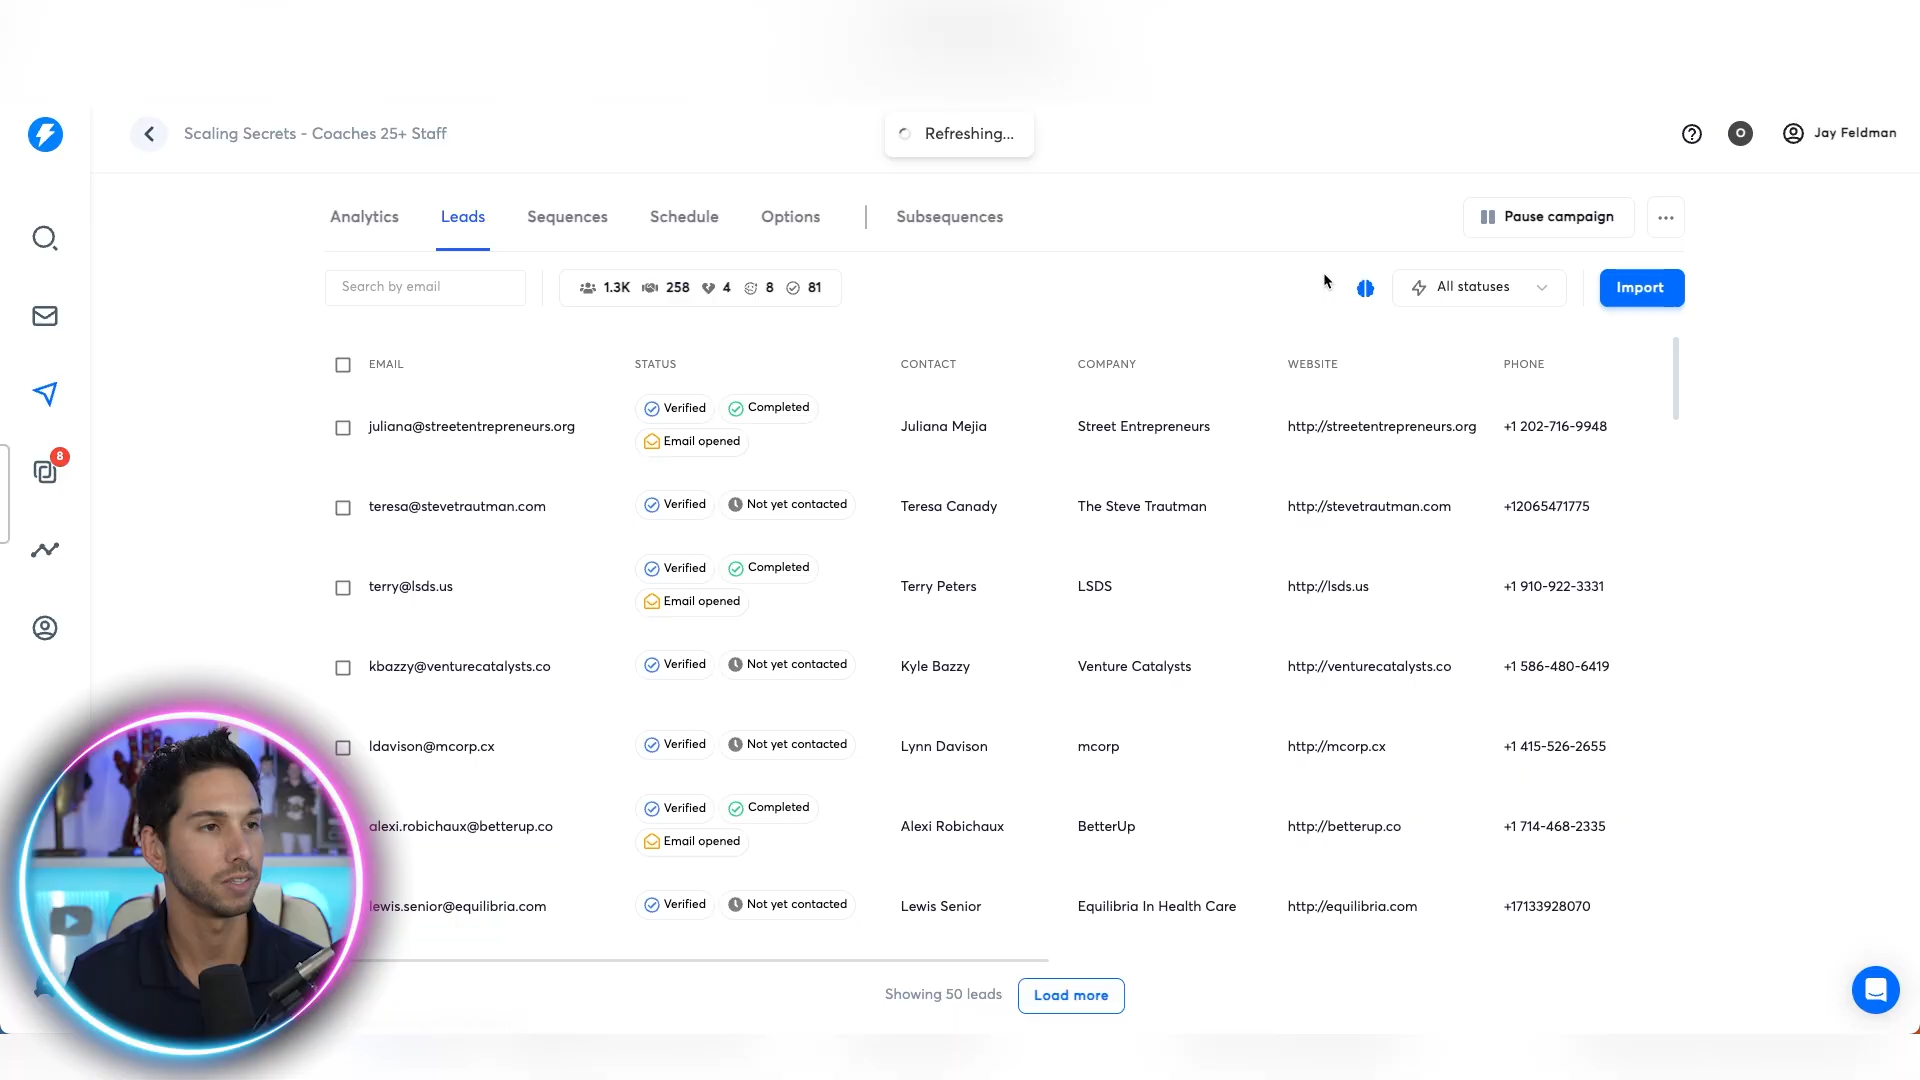 Scaling Secrets - Coaches 25+ Staff
Refreshing...
O
Jay Feldman
Analytics
Leads
Sequences
Schedule
Options
Subsequences
Pause campaign
Search by email
1.3K
258
4
8
81
All statuses
Import
EMAIL
STATUS
CONTACT
COMPANY
WEBSITE
PHONE
Verified
Completed
juliana@streetentrepreneurs.org
Email opened
Juliana Mejia
Street Entrepreneurs
http://streetentrepreneurs.org
+1 202-716-9948
8
teresa@stevetrautman.com
Verified
Not yet contacted
Teresa Canady
The Steve Trautman
http://stevetrautman.com
+12065471775
Verified
Completed
terry@lsds.us
Email opened
Terry Peters
LSDS
http://lsds.us
+1 910-922-3331
kbazzy@venturecatalysts.co
Verified
Not yet contacted
Kyle Bazzy
Venture Catalysts
http://venturecatalysts.co
+1 586-480-6419
ldavison@mcorp.cx
Verified
Not yet contacted
Lynn Davison
mcorp
http://mcorp.cx
+1 415-526-2655
Verified
Completed
alexi.robichaux@betterup.co
Email opened
Alexi Robichaux
BetterUp
http://betterup.co
+1 714-468-2335
lewis.senior@equilibria.com
Verified
Not yet contacted
Lewis Senior
Equilibria In Health Care
http://equilibria.com
+17133928070
Showing 50 leads
Load more